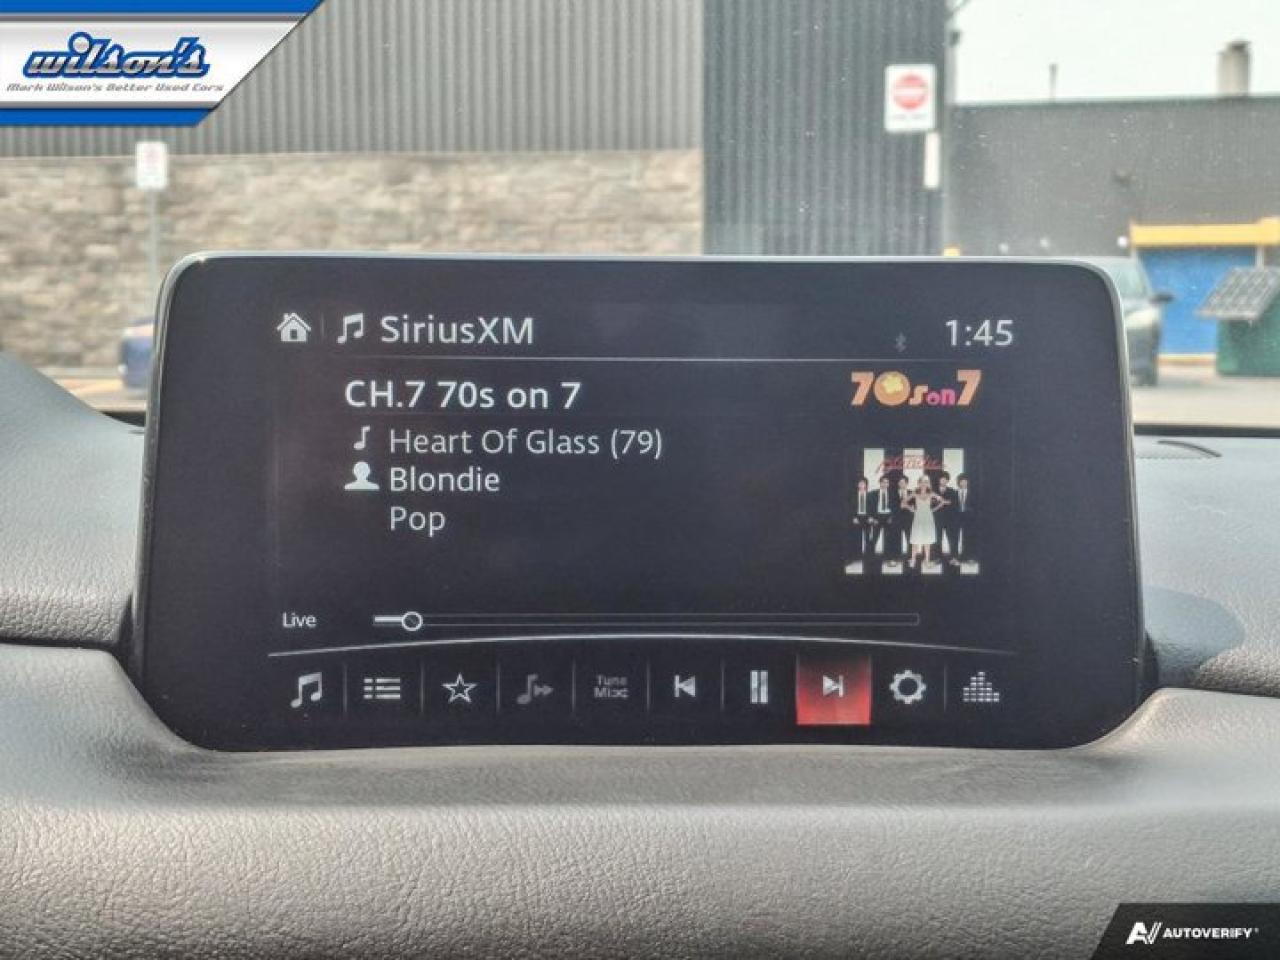 wilson's
Mark Wilson's Better Used Cars
SiriusXM
1:45
CH.7 70s on 7
70s on 7
Heart Of Glass (79)
Blondie
Pop
Live
Tune
Mix
AUTOVERIFY